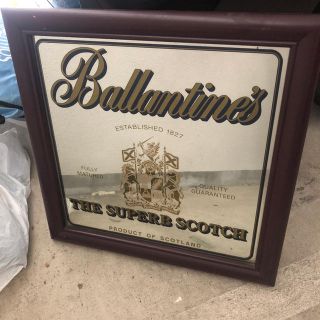 Ballantine's
ESTABLISHED 1827
FULLY
MATURED
QUALITY
GUARANTEED
THE SUPERB SCOTCH
PRODUCT OF SCOTLAND